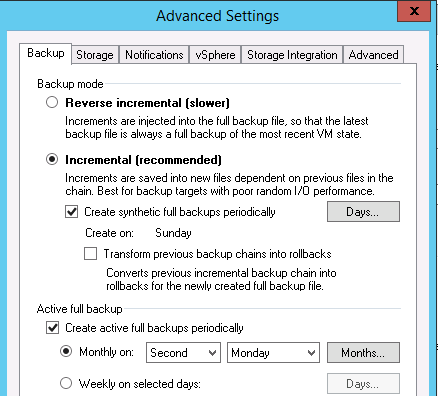 Advanced Settings
x
Backup Storage Notifications vSphere Storage Integration Advanced
Backup mode
Reverse incremental (slower)
Increments are injected into the full backup file, so that the latest
backup file is always a full backup of the most recent VM state.
Incremental (recommended)
Increments are saved into new files dependent on previous files in the
chain. Best for backup targets with poor random I/O performance.
Create synthetic full backups periodically Days...
Create on: Sunday
Transform previous backup chains into rollbacks
Converts previous incremental backup chain into
rollbacks for the newly created full backup file.
Active full backup
Create active full backups periodically
Monthly on: Second Monday Months...
Weekly on selected days: Days...